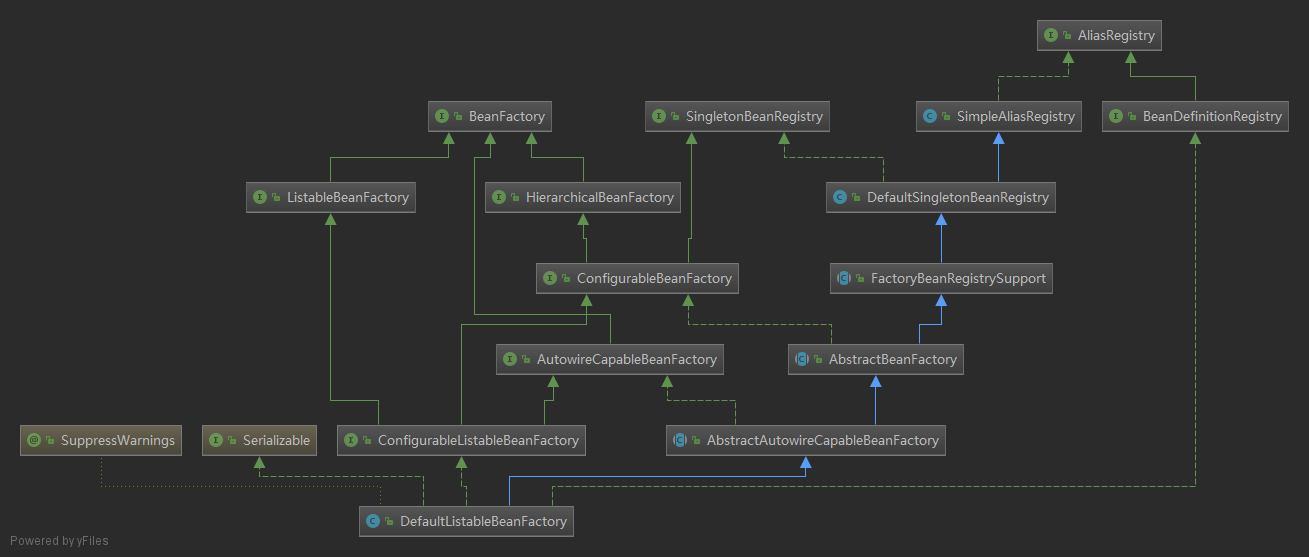 AliasRegistry
BeanFactory
SingletonBeanRegistry
SimpleAliasRegistry
BeanDefinitionRegistry
ListableBeanFactory
HierarchicalBeanFactory
DefaultSingletonBeanRegistry
ConfigurableBeanFactory
FactoryBeanRegistrySupport
AutowireCapableBeanFactory
AbstractBeanFactory
SuppressWarnings
Serializable
ConfigurableListableBeanFactory
AbstractAutowireCapableBeanFactory
DefaultListableBeanFactory
Powered by yFiles